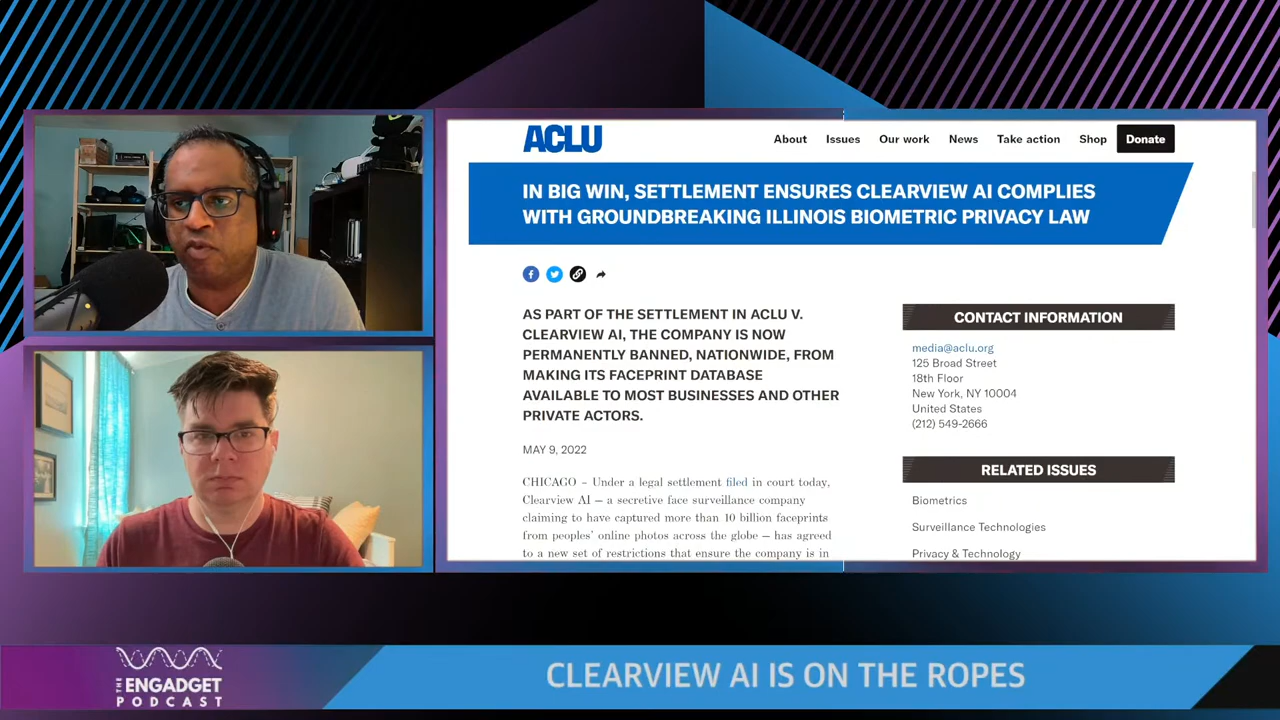 ACLU
About Issues Our work News Take action Shop Donate
IN BIG WIN, SETTLEMENT ENSURES CLEARVIEW AI COMPLIES
WITH GROUNDBREAKING ILLINOIS BIOMETRIC PRIVACY LAW
AS PART OF THE SETTLEMENT IN ACLU V.
CLEARVIEW AI, THE COMPANY IS NOW
PERMANENTLY BANNED, NATIONWIDE, FROM
MAKING ITS FACEPRINT DATABASE
AVAILABLE TO MOST BUSINESSES AND OTHER
PRIVATE ACTORS.
MAY 9, 2022
CHICAGO – Under a legal settlement filed in court today,
Clearview AI — a secretive face surveillance company
claiming to have captured more than 10 billion faceprints
from peoples' online photos across the globe — has agreed
to a new set of restrictions that ensure the company is in
CONTACT INFORMATION
media@aclu.org
125 Broad Street
18th Floor
New York, NY 10004
United States
(212) 549-2666
RELATED ISSUES
Biometrics
Surveillance Technologies
Privacy & Technology
THE ENGADGET
PODCAST
CLEARVIEW AI IS ON THE ROPES